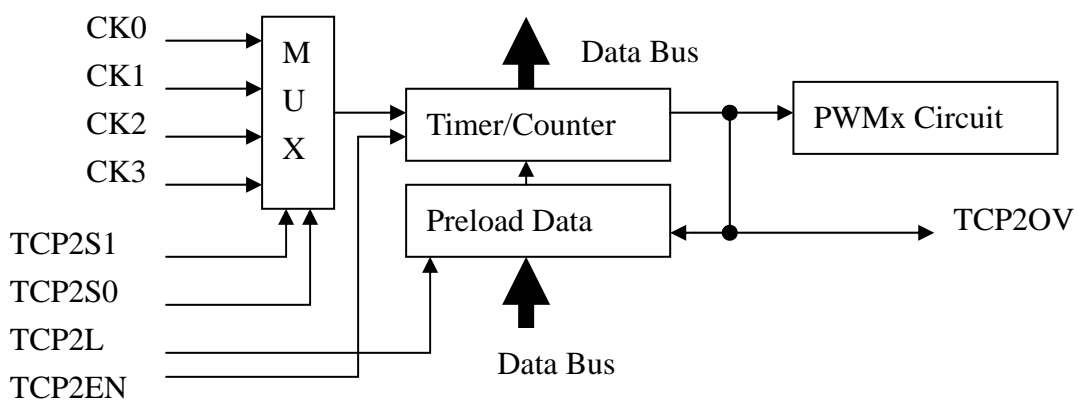 CK0
CK1
CK2
CK3
M
U
X
Data Bus
Timer/Counter
PWMx Circuit
Preload Data
TCP2OV
TCP2S1
TCP2S0
TCP2L
TCP2EN
Data Bus